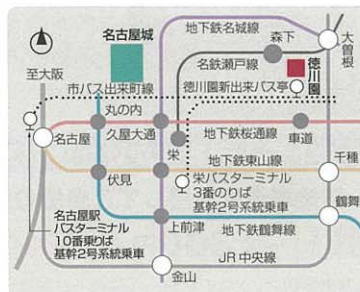 名古屋城
地下鉄名城線
森下
大曽根
名鉄瀬戸線
徳川園
至大阪
市バス出来町線
徳川園新出来バス亭
丸の内
名古屋
久屋大通
栄
地下鉄桜通線
車道
地下鉄東山線
千種
伏見
栄バスターミナル
3番のりば
基幹2号系統乗車
名古屋駅
バスターミナル
10番乗りば
基幹2号系統乗車
上前津
地下鉄鶴舞線
鶴舞
金山
JR中央線